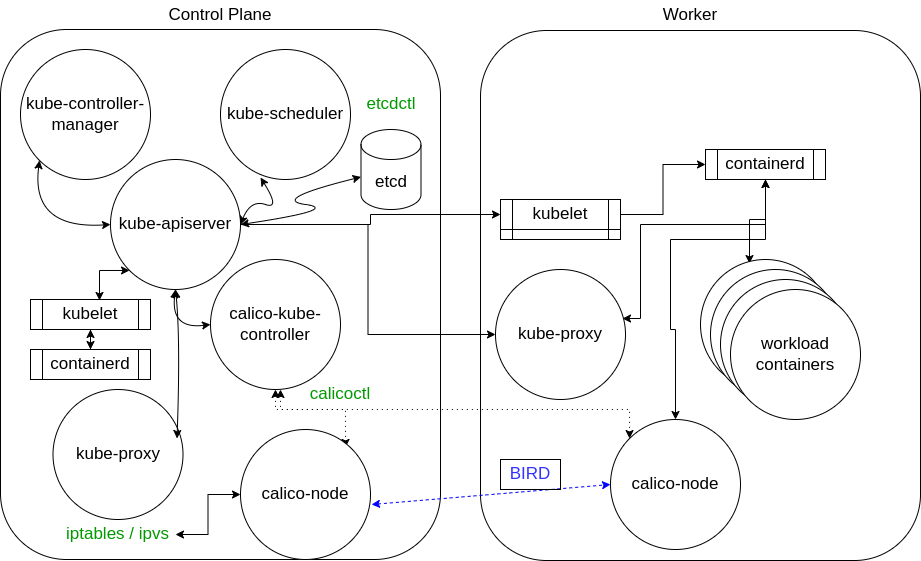 Control Plane
Worker
kube-controller-
manager
kube-scheduler
etcdctl
etcd
kube-apiserver
kubelet
containerd
calico-kube-
controller
calicoctl
kube-proxy
calico-node
iptables / ipvs
containerd
kubelet
kube-proxy
workload
containers
BIRD
calico-node